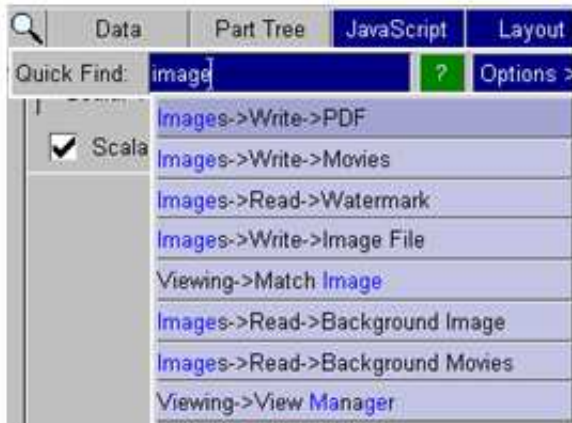 Data Part Tree JavaScript Layout
Quick Find: image ? Options >
Scala
Images->Write->PDF
Images->Write->Movies
Images->Read->Watermark
Images->Write->Image File
Viewing->Match Image
Images->Read->Background Image
Images->Read->Background Movies
Viewing->View Manager